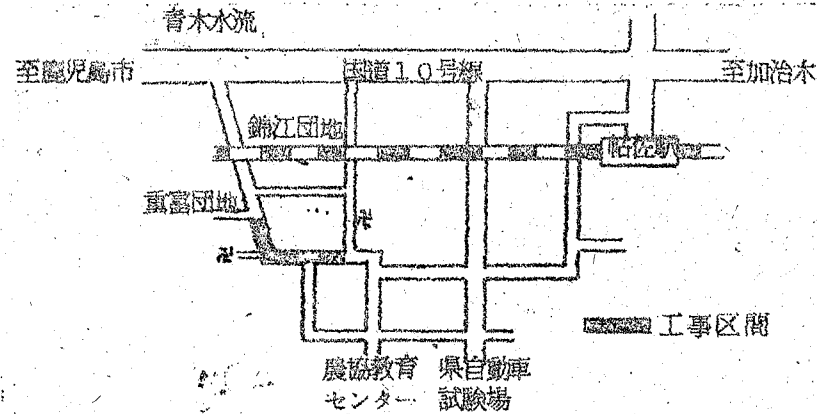 青木水流
至鹿児島市
国道10号線
至加治木
錦江団地
帖佐駅
重富団地
卍
卍
工事区間
農協教育
センター
県自動車
試験場